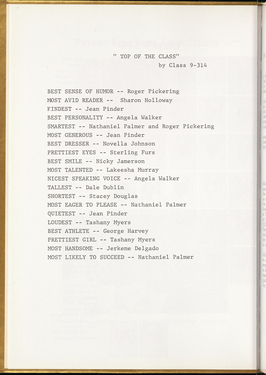 " TOP OF THE CLASS"
by Class 9-314
BEST SENSE OF HUMOR -- Roger Pickering
MOST AVID READER -- Sharon Holloway
KINDEST -- Jean Pinder
BEST PERSONALITY -- Angela Walker
SMARTEST -- Nathaniel Palmer and Roger Pickering
MOST GENEROUS -- Jean Pinder
BEST DRESSER -- Novella Johnson
PRETTIEST EYES -- Sterling Furs
BEST SMILE -- Nicky Jamerson
MOST TALENTED -- Lakeesha Murray
NICEST SPEAKING VOICE -- Angela Walker
TALLEST -- Dale Dublin
SHORTEST -- Stacey Douglas
MOST EAGER TO PLEASE -- Nathaniel Palmer
QUIETEST -- Jean Pinder
LOUDEST -- Tashany Myers
BEST ATHLETE -- George Harvey
PRETTIEST GIRL -- Tashany Myers
MOST HANDSOME -- Jerkeme Delgado
MOST LIKELY TO SUCCEED -- Nathaniel Palmer